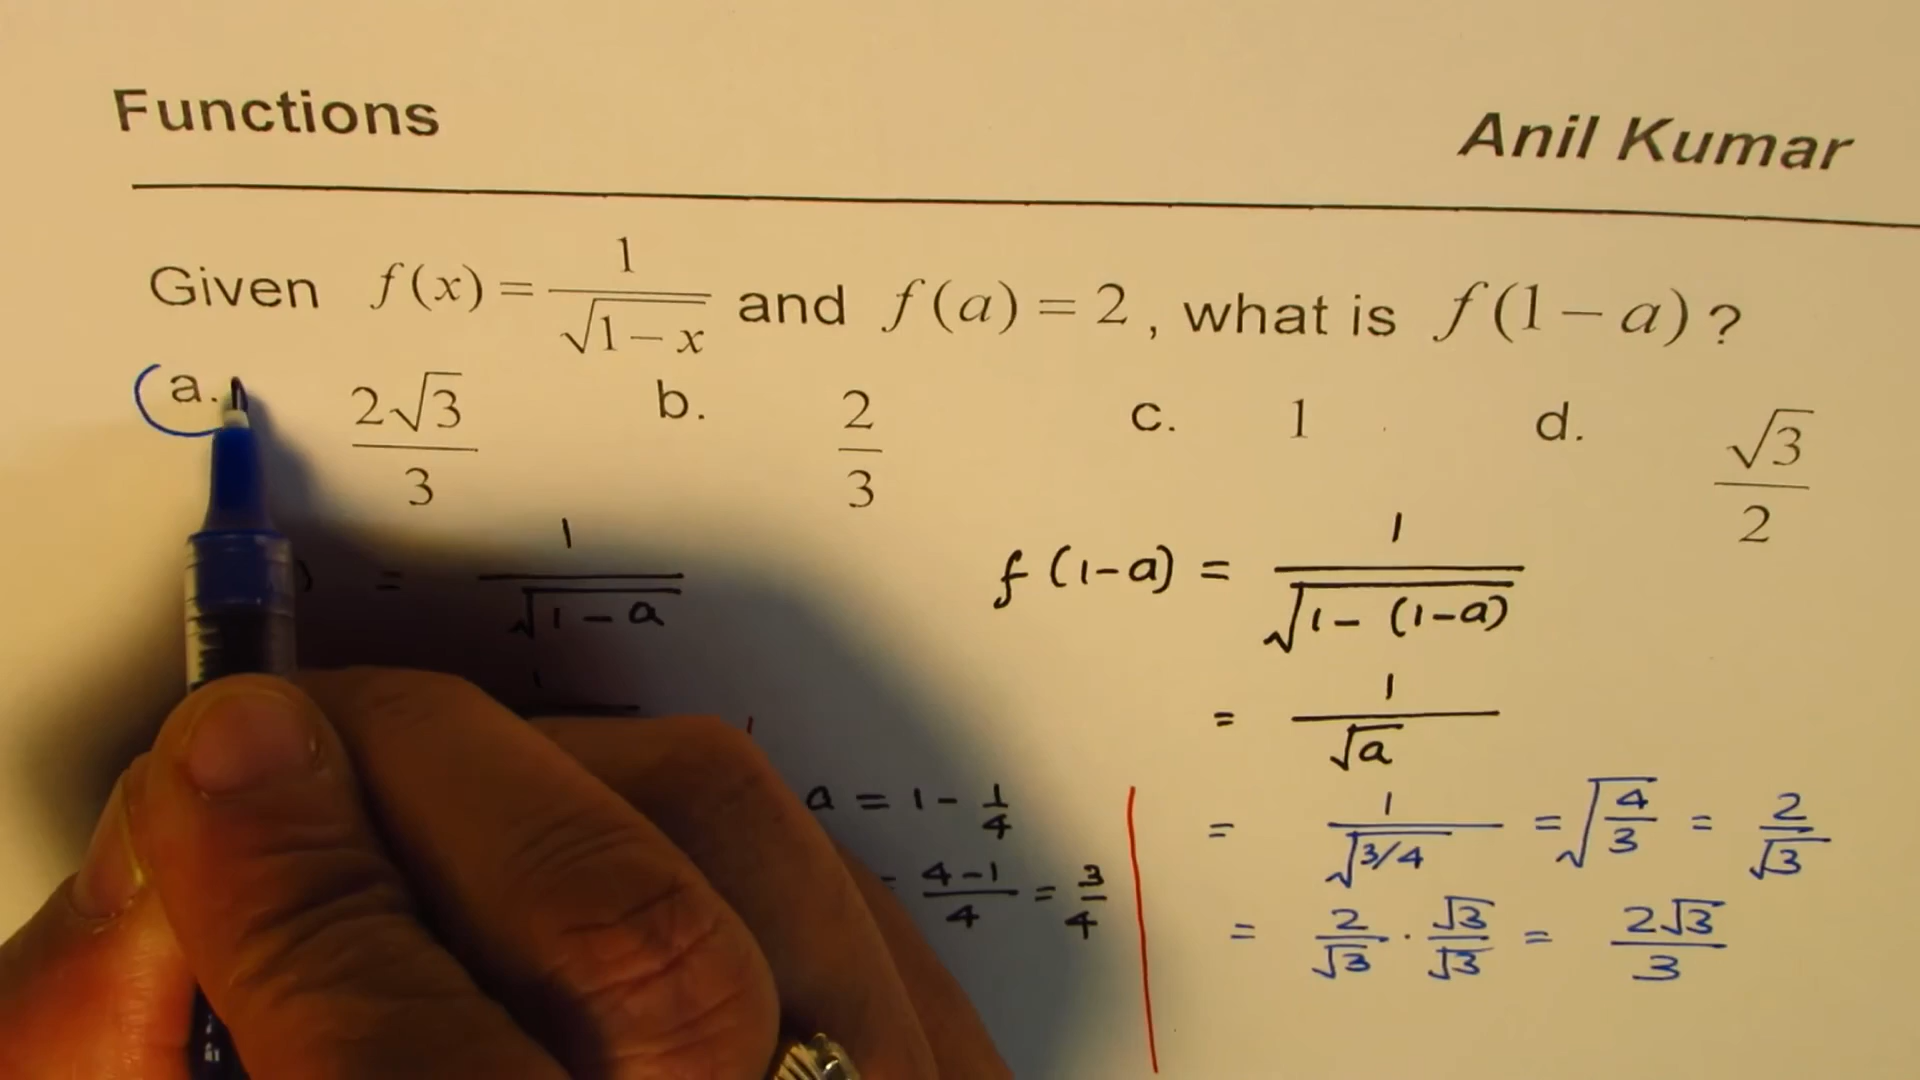 Functions
Anil Kumar
Given f(x) = 1/√(1−x) and f(a) = 2, what is f(1−a)?
a. 2√3/3 b. 2/3 c. 1 d. √3/2
) = 1/√(1−a)
a = 1 − 1/4
= (4−1)/4 = 3/4
f(1−a) = 1/√(1−(1−a))
= 1/√a
= 1/√(3/4) = √(4/3) = 2/√3
= 2/√3 · √3/√3 = 2√3/3